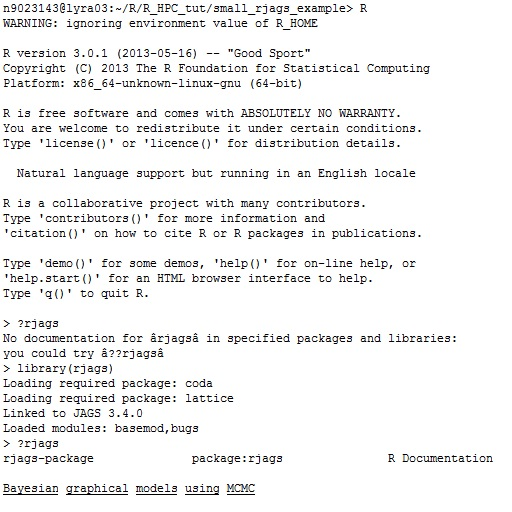 n9023143@lyra03:~/R/R_HPC_tut/small_rjags_example> R
WARNING: ignoring environment value of R_HOME
R version 3.0.1 (2013-05-16) -- "Good Sport"
Copyright (C) 2013 The R Foundation for Statistical Computing
Platform: x86_64-unknown-linux-gnu (64-bit)
R is free software and comes with ABSOLUTELY NO WARRANTY.
You are welcome to redistribute it under certain conditions.
Type 'license()' or 'licence()' for distribution details.
Natural language support but running in an English locale
R is a collaborative project with many contributors.
Type 'contributors()' for more information and
'citation()' on how to cite R or R packages in publications.
Type 'demo()' for some demos, 'help()' for on-line help, or
'help.start()' for an HTML browser interface to help.
Type 'q()' to quit R.
> ?rjags
No documentation for ârjagsâ in specified packages and libraries:
you could try â??rjagsâ
> library(rjags)
Loading required package: coda
Loading required package: lattice
Linked to JAGS 3.4.0
Loaded modules: basemod,bugs
> ?rjags
rjags-package package:rjags R Documentation
Bayesian graphical models using MCMC